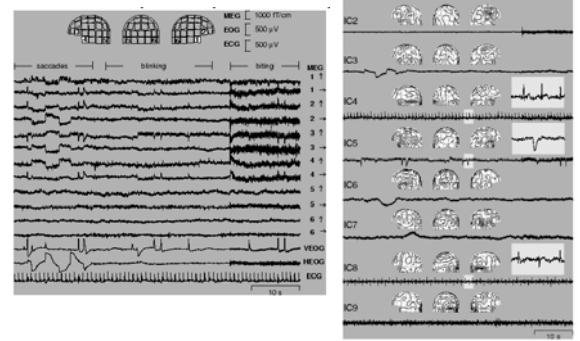 MEG 1000 fT/cm
EOG 500 µV
ECG 500 µV
saccades blinking biting MEG
1 ↑
1 →
2 ↑
2 →
3 ↑
3 →
4 ↑
4 →
5 ↑
5 →
6 ↑
6 →
VEOG
HEOG
ECG
10 s
IC2
IC3
IC4
IC5
IC6
IC7
IC8
IC9
10 s